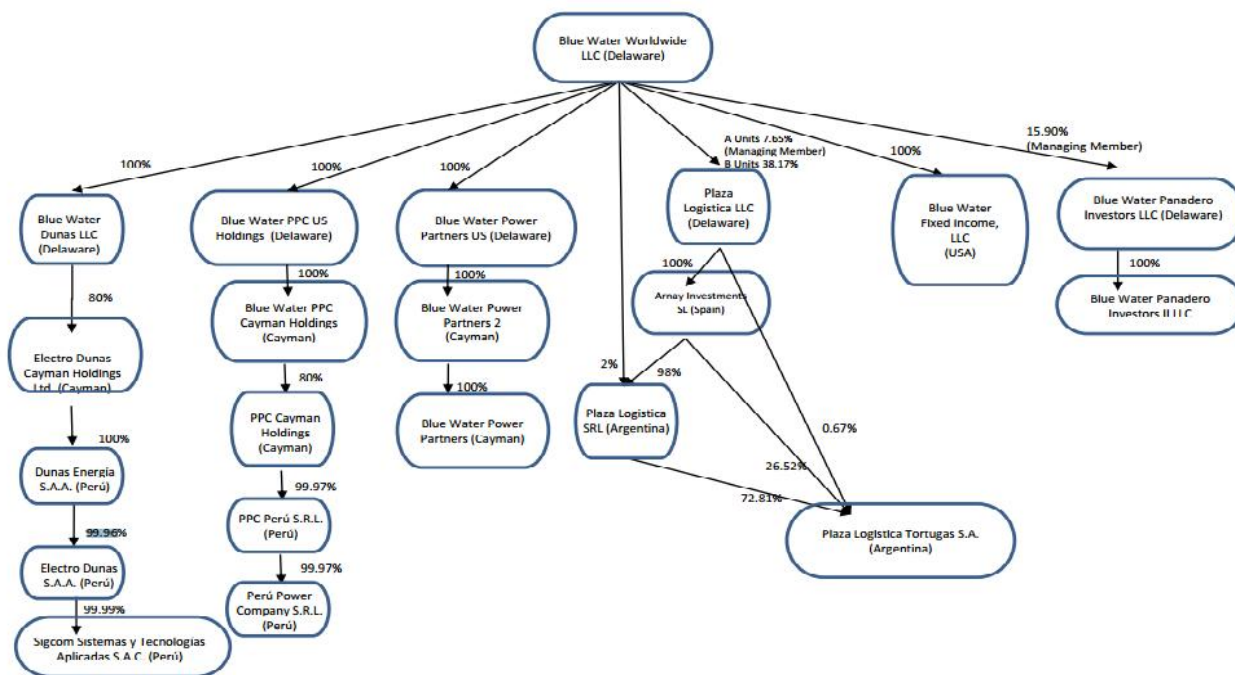 Blue Water Worldwide
LLC (Delaware)
100%
100%
100%
A Units 7.65%
(Managing Member)
B Units 38.17%
100%
15.90%
(Managing Member)
Blue Water
Dunas LLC
(Delaware)
Blue Water PPC US
Holdings (Delaware)
Blue Water Power
Partners US (Delaware)
Plaza
Logistica LLC
(Delaware)
Blue Water
Fixed Income,
LLC
(USA)
Blue Water Panadero
Investors LLC (Delaware)
80%
100%
100%
100%
100%
Electro Dunas
Cayman Holdings
Ltd. (Cayman)
Blue Water PPC
Cayman Holdings
(Cayman)
Blue Water Power
Partners 2
(Cayman)
Arnay Investments
SL (Spain)
Blue Water Panadero
Investors II LLC
80%
100%
2%
98%
PPC Cayman
Holdings
(Cayman)
Blue Water Power
Partners (Cayman)
Plaza Logistica
SRL (Argentina)
0.67%
26.52%
72.81%
100%
Dunas Energía
S.A.A. (Perú)
99.97%
PPC Perú S.R.L.
(Perú)
Plaza Logistica Tortugas S.A.
(Argentina)
99.96%
Electro Dunas
S.A.A. (Perú)
99.97%
Perú Power
Company S.R.L.
(Perú)
99.99%
Sigcom Sistemas y Tecnologías
Aplicadas S.A.C. (Perú)